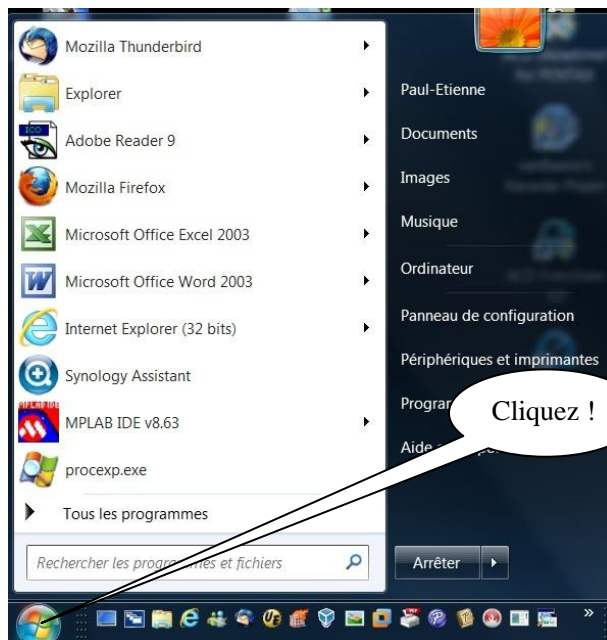 Mozilla Thunderbird
Explorer
Adobe Reader 9
Mozilla Firefox
Microsoft Office Excel 2003
Microsoft Office Word 2003
Internet Explorer (32 bits)
Synology Assistant
MPLAB IDE v8.63
procexp.exe
Tous les programmes
Rechercher les programmes et fichiers
Paul-Etienne
Documents
Images
Musique
Ordinateur
Panneau de configuration
Périphériques et imprimantes
Cliquez !
Aide
Arrêter